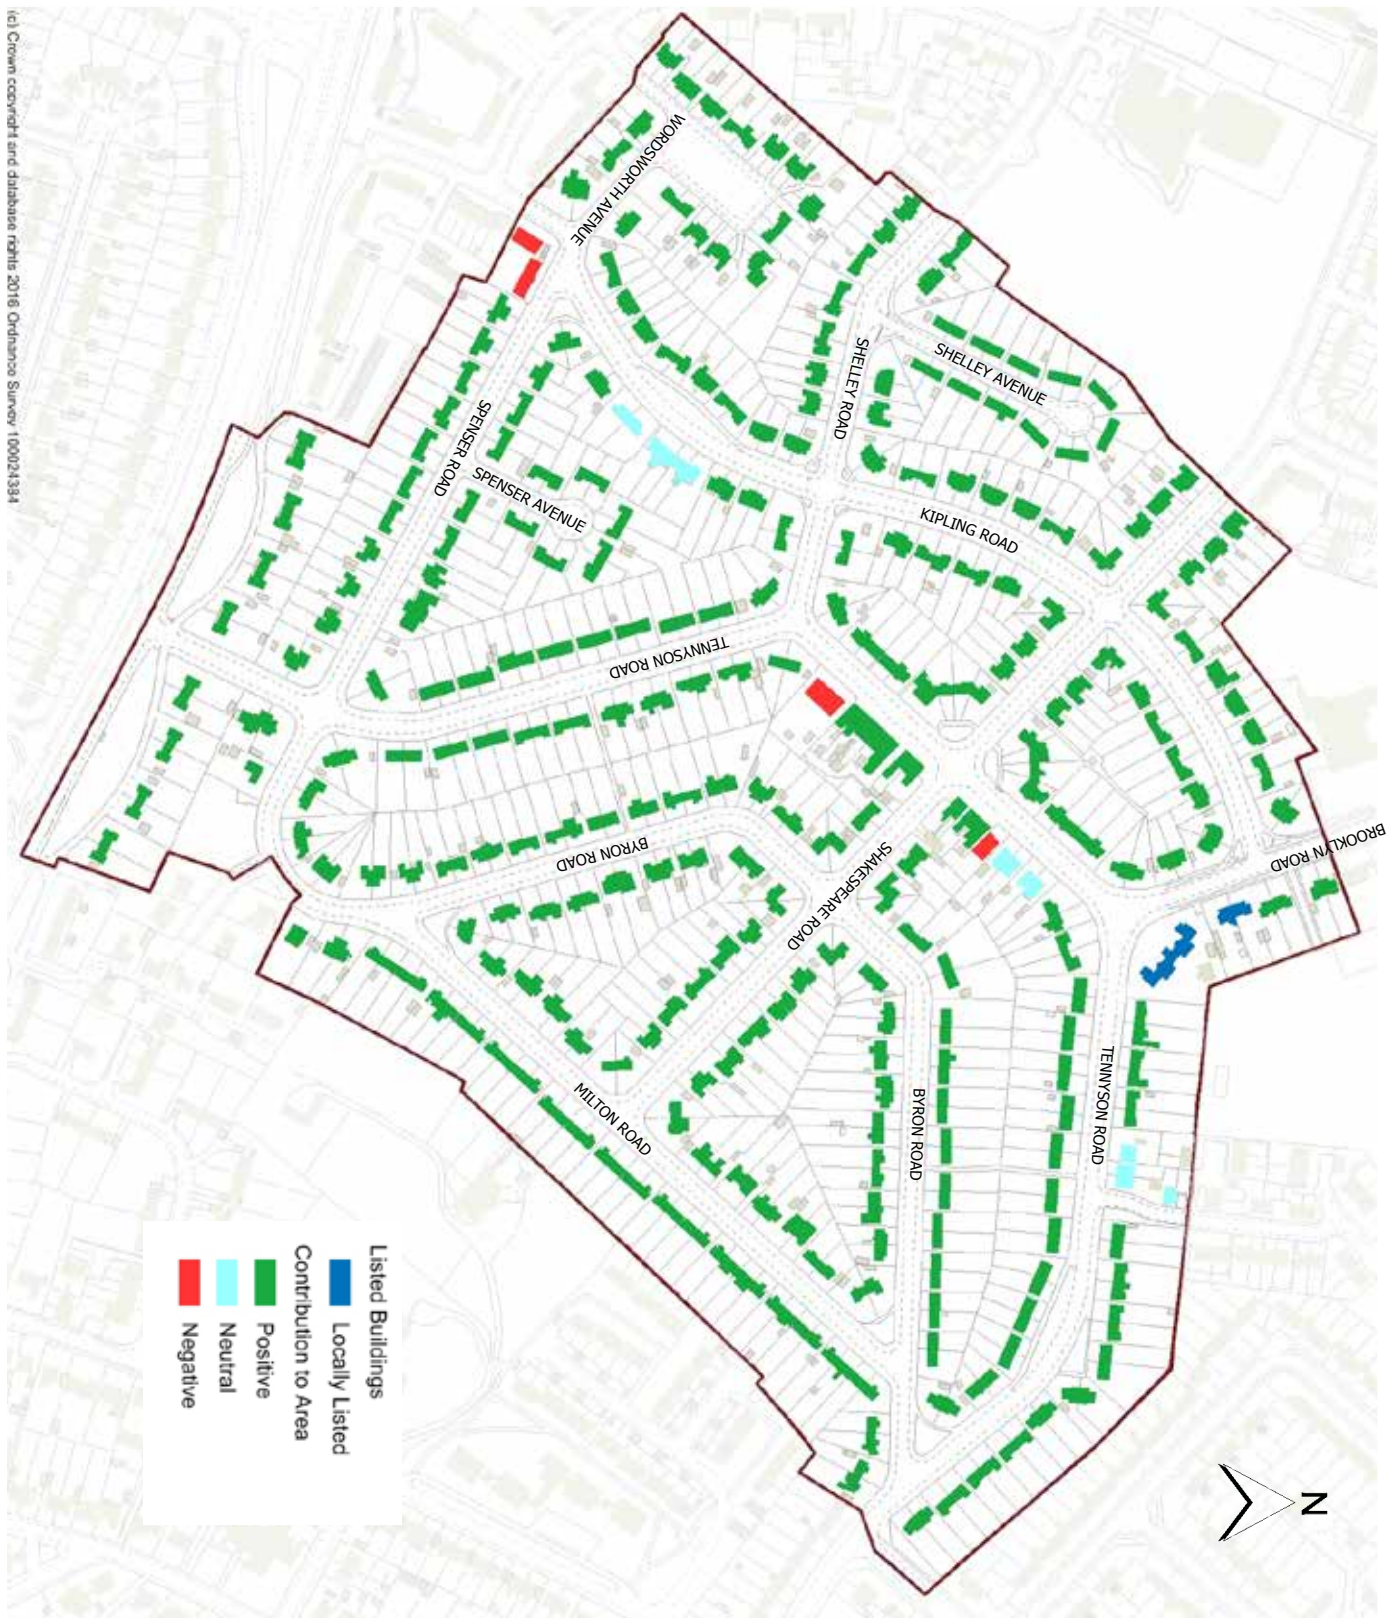 WORDSWORTH AVENUE
SHELLEY ROAD
SHELLEY AVENUE
SPENSER ROAD
SPENSER AVENUE
KIPLING ROAD
TENNYSON ROAD
BROOKLYN ROAD
BYRON ROAD
SHAKESPEARE ROAD
TENNYSON ROAD
BYRON ROAD
MILTON ROAD
Listed Buildings
Locally Listed
Contribution to Area
Positive
Neutral
Negative
N
(c) Crown copyright and database rights 2016 Ordnance Survey 100024384